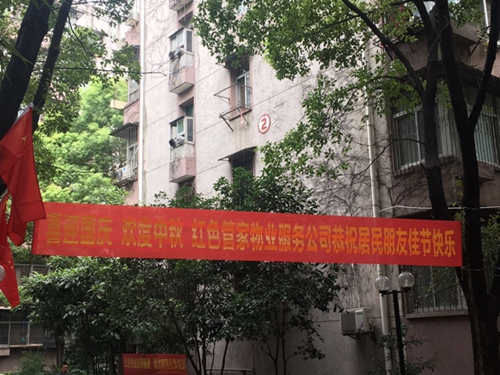 ②
喜迎国庆 欢度中秋 红色管家物业服务公司恭祝居民朋友佳节快乐